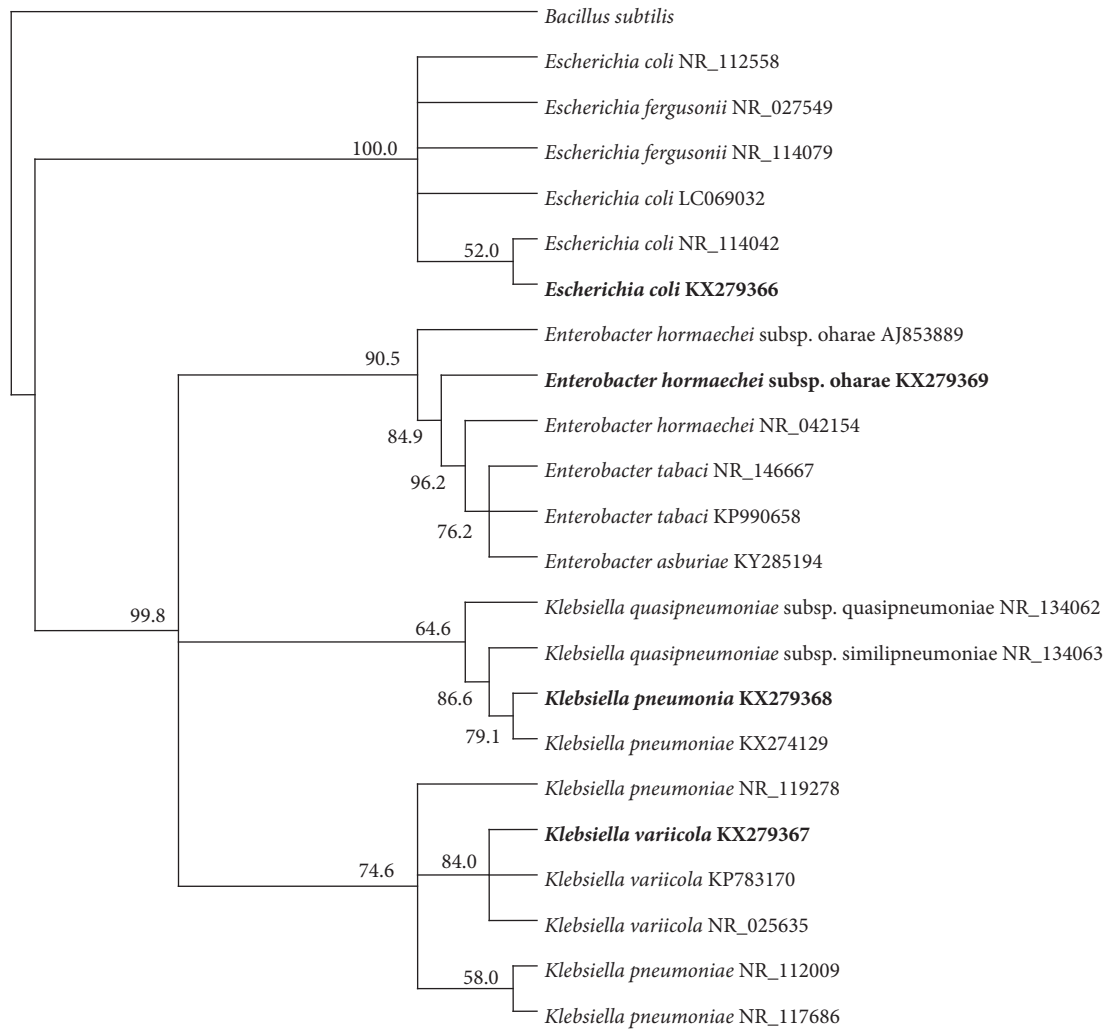 Bacillus subtilis
Escherichia coli NR_112558
Escherichia fergusonii NR_027549
100.0
Escherichia fergusonii NR_114079
Escherichia coli LC069032
52.0
Escherichia coli NR_114042
Escherichia coli KX279366
Enterobacter hormaechei subsp. oharae AJ853889
90.5
Enterobacter hormaechei subsp. oharae KX279369
84.9
Enterobacter hormaechei NR_042154
96.2
Enterobacter tabaci NR_146667
76.2
Enterobacter tabaci KP990658
Enterobacter asburiae KY285194
99.8
Klebsiella quasipneumoniae subsp. quasipneumoniae NR_134062
64.6
Klebsiella quasipneumoniae subsp. similipneumoniae NR_134063
86.6
Klebsiella pneumonia KX279368
79.1
Klebsiella pneumoniae KX274129
Klebsiella pneumoniae NR_119278
Klebsiella variicola KX279367
74.6
84.0
Klebsiella variicola KP783170
Klebsiella variicola NR_025635
58.0
Klebsiella pneumoniae NR_112009
Klebsiella pneumoniae NR_117686